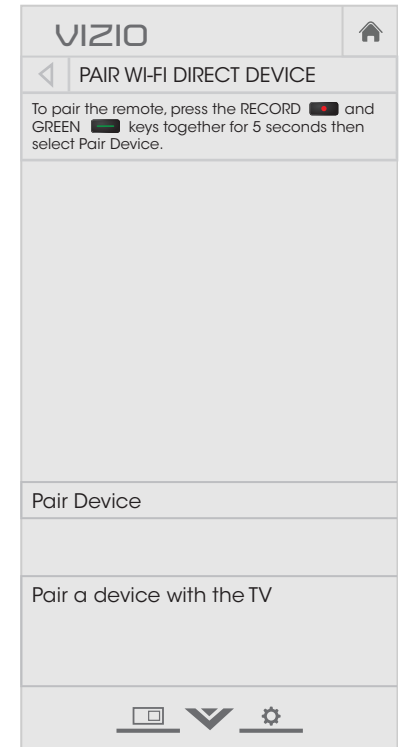 VIZIO
PAIR WI-FI DIRECT DEVICE
To pair the remote, press the RECORD and
GREEN keys together for 5 seconds then
select Pair Device.
Pair Device
Pair a device with the TV